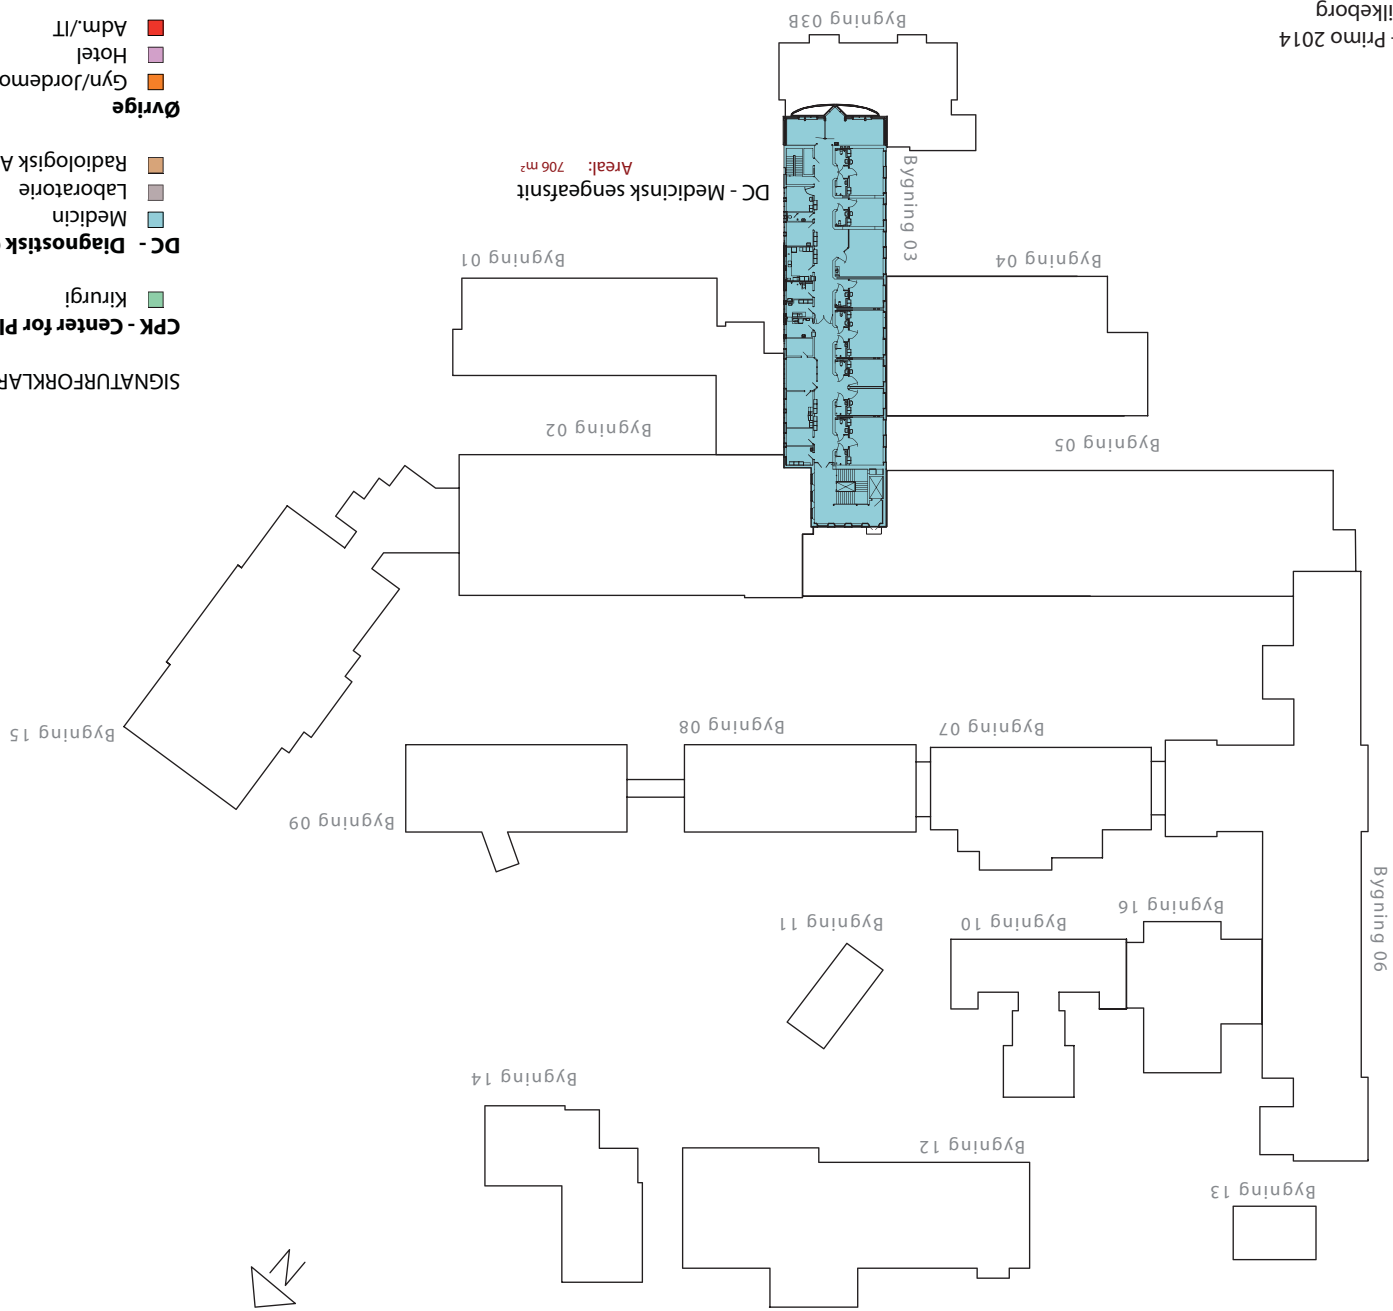 Bygning 13
Bygning 12
Bygning 14
Bygning 06
Bygning 16
Bygning 10
Bygning 11
Bygning 09
Bygning 07
Bygning 08
Bygning 15
Bygning 05
Bygning 02
SIGNATURFORKLAR
CPK - Center for Pl
Kirurgi
Bygning 04
Bygning 01
Bygning 03
DC - Diagnostisk
Medicin
Laboratorie
Radiologisk A
DC - Medicinsk sengeafsnit
Areal: 706 m²
Øvrige
Gyn/Jordemo
Hotel
Adm./IT
Bygning 03B
- Primo 2014
ilkeborg